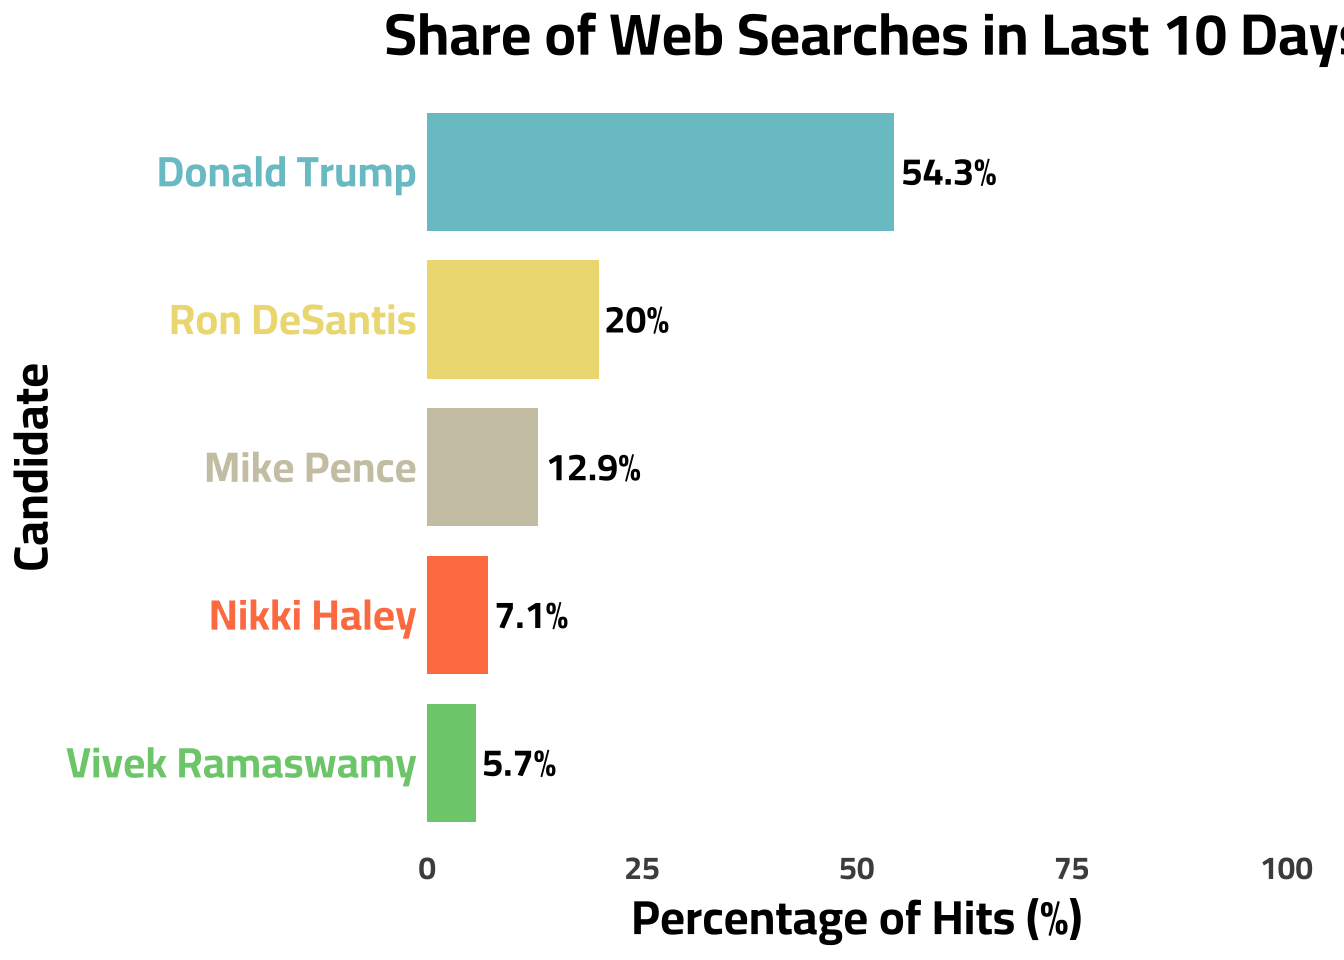 Share of Web Searches in Last 10 Days
Donald Trump
54.3%
Ron DeSantis
20%
Mike Pence
12.9%
Nikki Haley
7.1%
Vivek Ramaswamy
5.7%
Candidate
0 25 50 75 100
Percentage of Hits (%)